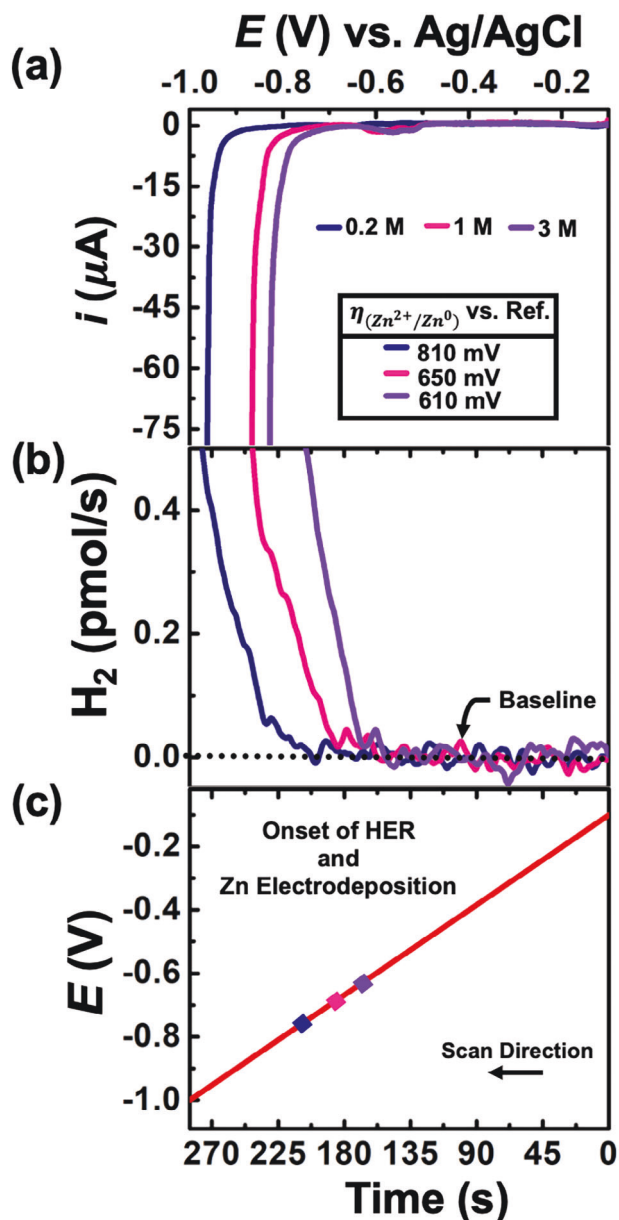 E (V) vs. Ag/AgCl
(a)
-1.0 -0.8 -0.6 -0.4 -0.2
0
-15
-30
-45
-60
-75
i (μA)
0.2 M 1 M 3 M
η(Zn²⁺/Zn⁰) vs. Ref.
810 mV
650 mV
610 mV
(b)
0.4
0.2
0.0
H₂ (pmol/s)
Baseline
(c)
-0.2
-0.4
-0.6
-0.8
-1.0
E (V)
Onset of HER
and
Zn Electrodeposition
Scan Direction
270 225 180 135 90 45 0
Time (s)